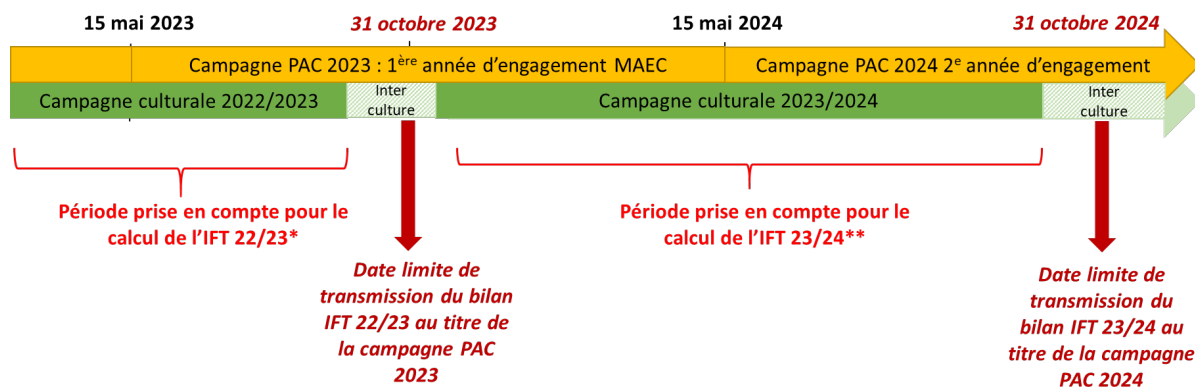 15 mai 2023
31 octobre 2023
15 mai 2024
31 octobre 2024
Campagne PAC 2023 : 1ère année d’engagement MAEC
Campagne PAC 2024 2e année d’engagement
Campagne culturale 2022/2023
Inter
culture
Campagne culturale 2023/2024
Inter
culture
Période prise en compte pour le
calcul de l’IFT 22/23*
Période prise en compte pour le
calcul de l’IFT 23/24**
Date limite de
transmission du bilan
IFT 22/23 au titre de
la campagne PAC
2023
Date limite de
transmission du
bilan IFT 23/24 au
titre de la campagne
PAC 2024